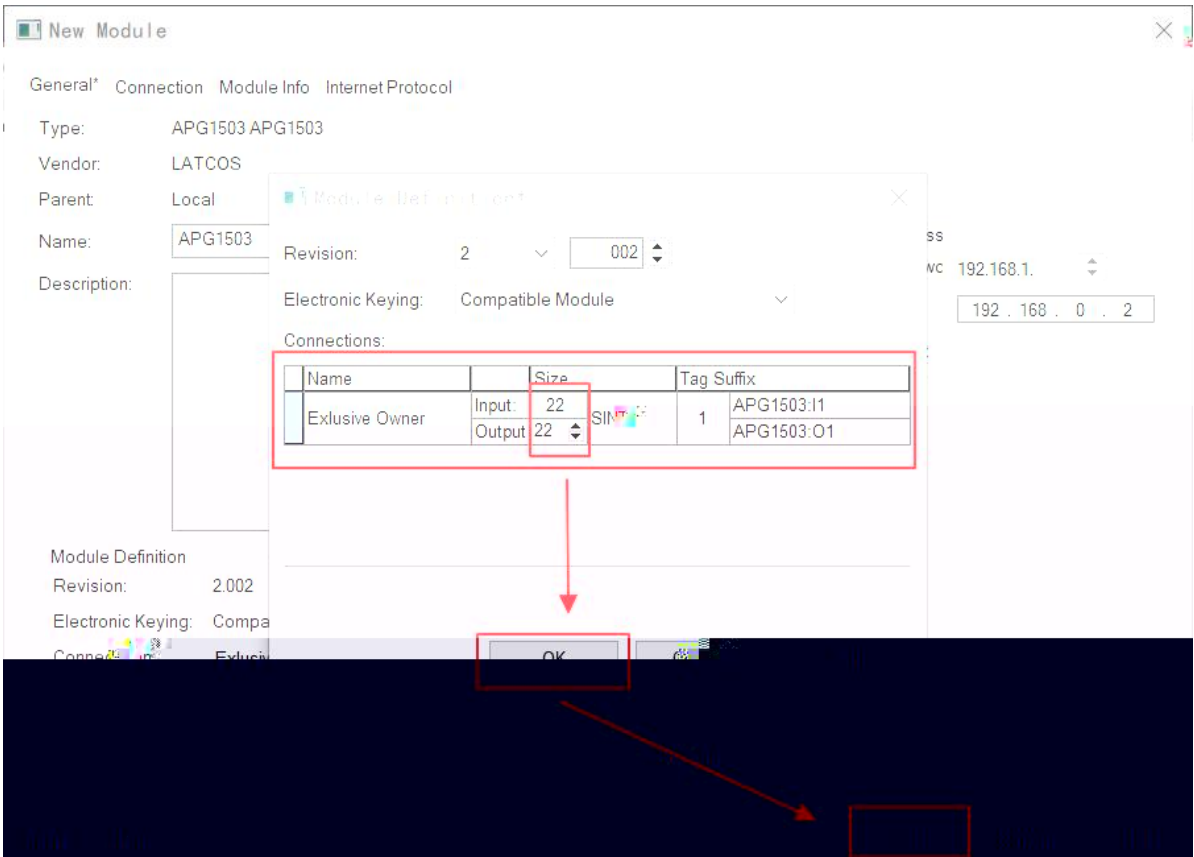 New Module
General* Connection Module Info Internet Protocol
Type: APG1503 APG1503
Vendor: LATCOS
Parent: Local
Name: APG1503
Description:
ss
wc 192.168.1.
192 . 168 . 0 . 2
Revision: 2 002
Electronic Keying: Compatible Module
Connections:
Name Size Tag Suffix
Exlusive Owner Input: 22 SINT 1 APG1503:I1
Output 22 APG1503:O1
Module Definition
Revision: 2.002
Electronic Keying: Compa
Exlusiv
OK